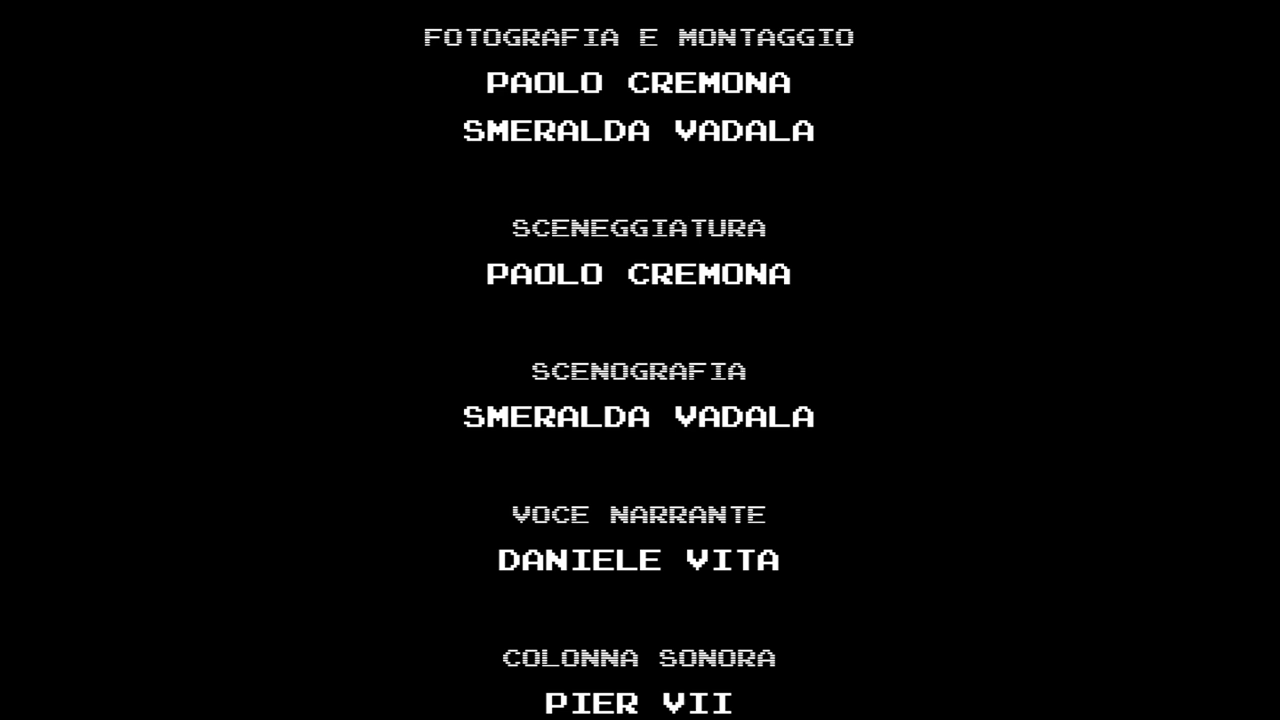 FOTOGRAFIA E MONTAGGIO
PAOLO CREMONA
SMERALDA VADALA
SCENEGGIATURA
PAOLO CREMONA
SCENOGRAFIA
SMERALDA VADALA
VOCE NARRANTE
DANIELE VITA
COLONNA SONORA
PIER VII